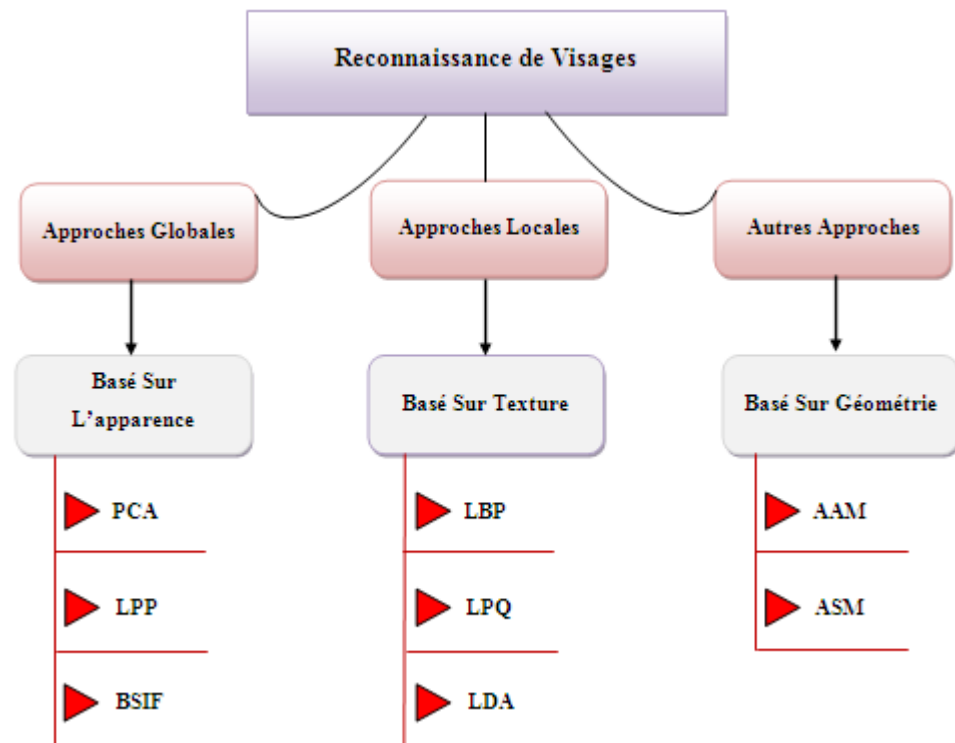 Reconnaissance de Visages
Approches Globales
Approches Locales
Autres Approches
Basé Sur
L'apparence
Basé Sur Texture
Basé Sur Géométrie
PCA
LBP
AAM
LPP
LPQ
ASM
BSIF
LDA